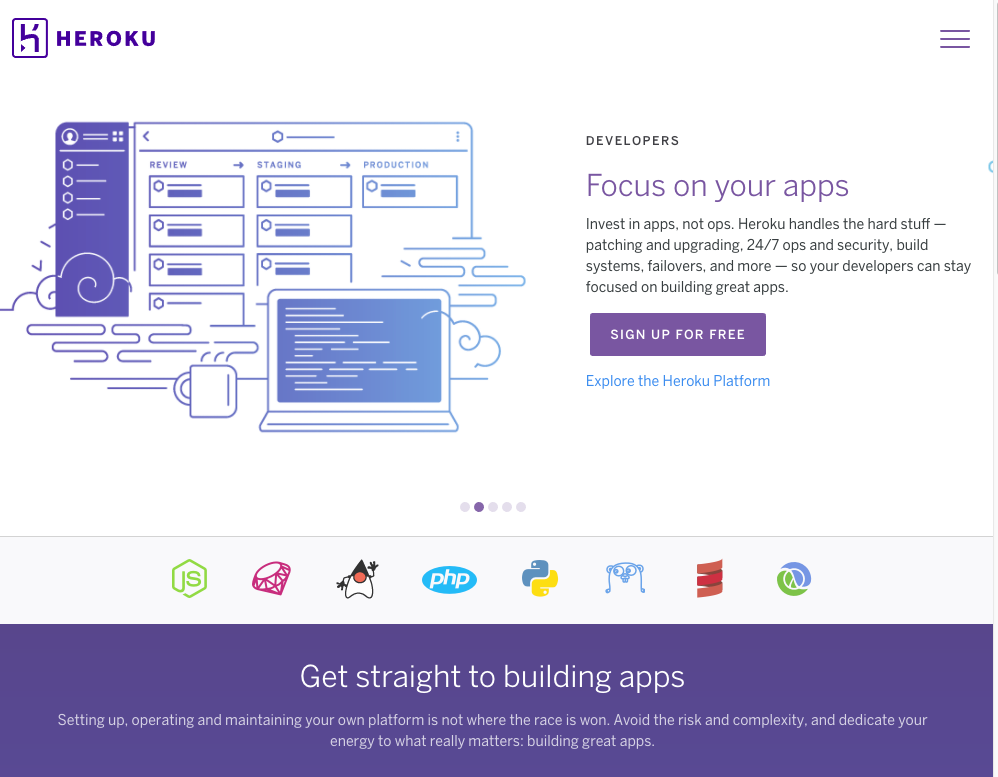 HEROKU
REVIEW
STAGING
PRODUCTION
DEVELOPERS
Focus on your apps
Invest in apps, not ops. Heroku handles the hard stuff —
patching and upgrading, 24/7 ops and security, build
systems, failovers, and more — so your developers can stay
focused on building great apps.
SIGN UP FOR FREE
Explore the Heroku Platform
JS
php
Get straight to building apps
Setting up, operating and maintaining your own platform is not where the race is won. Avoid the risk and complexity, and dedicate your
energy to what really matters: building great apps.